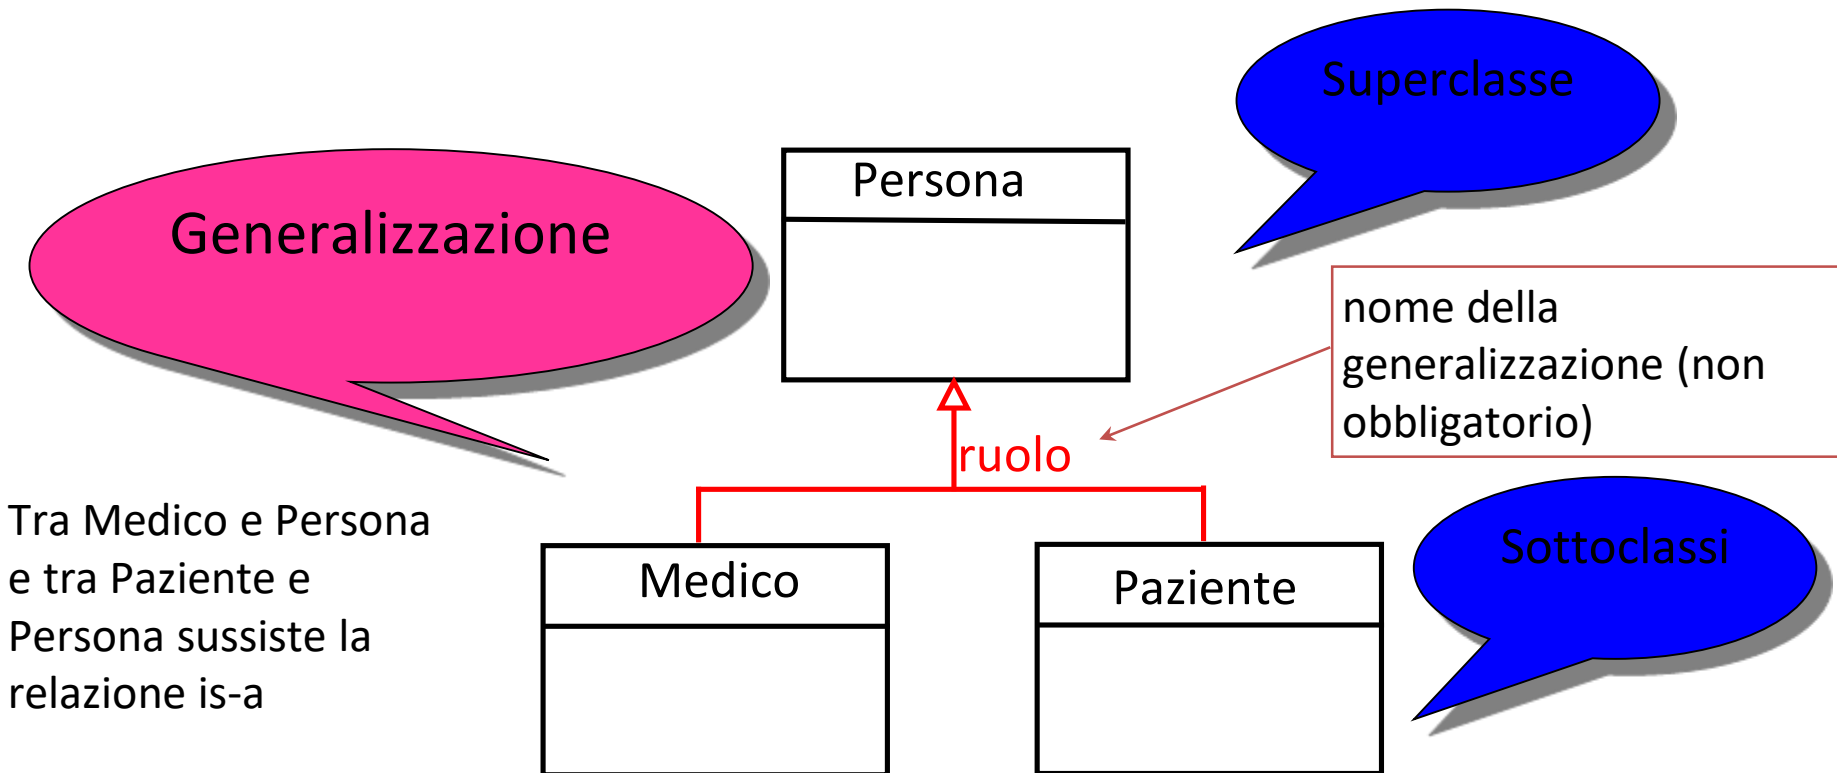 Superclasse
Persona
Generalizzazione
nome della
generalizzazione (non
obbligatorio)
ruolo
Tra Medico e Persona
e tra Paziente e
Persona sussiste la
relazione is-a
Medico
Paziente
Sottoclassi